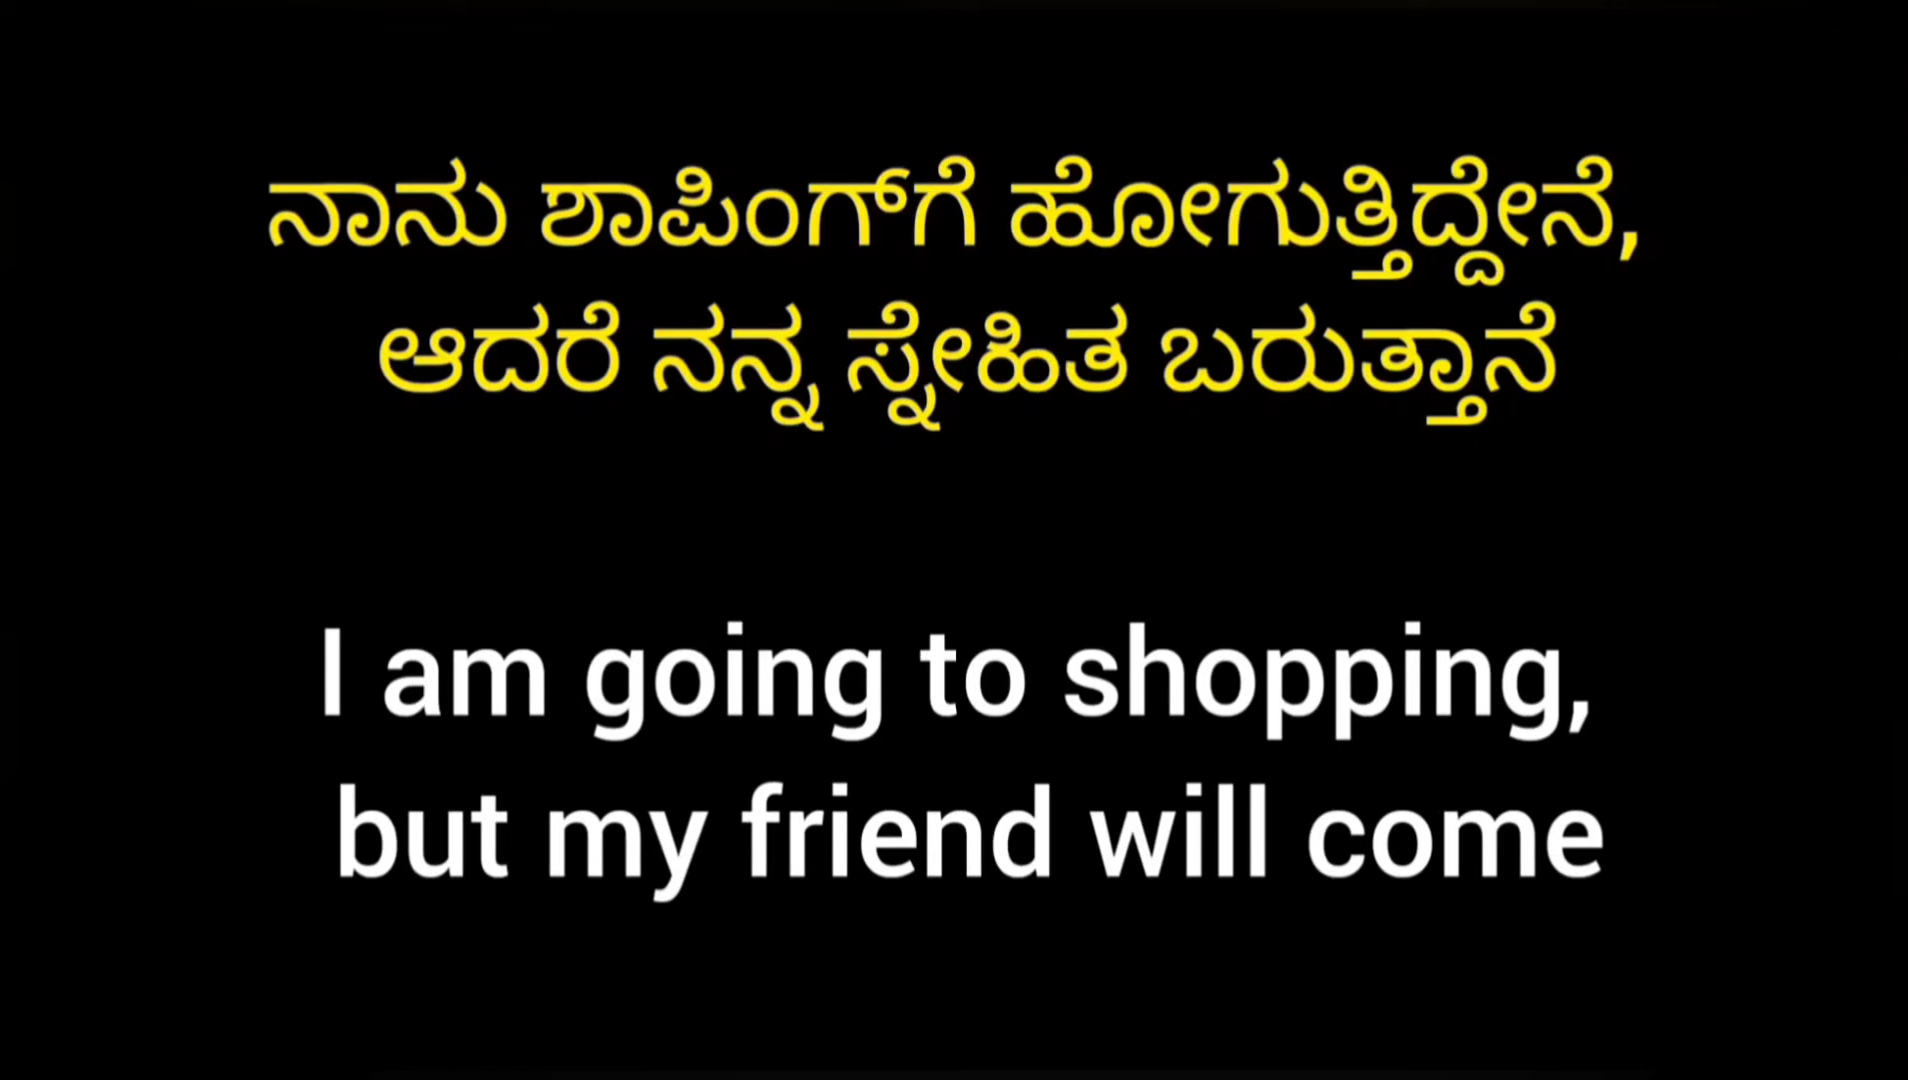 ನಾನು ಶಾಪಿಂಗ್‌ಗೆ ಹೋಗುತ್ತಿದ್ದೇನೆ,
ಆದರೆ ನನ್ನ ಸ್ನೇಹಿತ ಬರುತ್ತಾನೆ
I am going to shopping,
but my friend will come